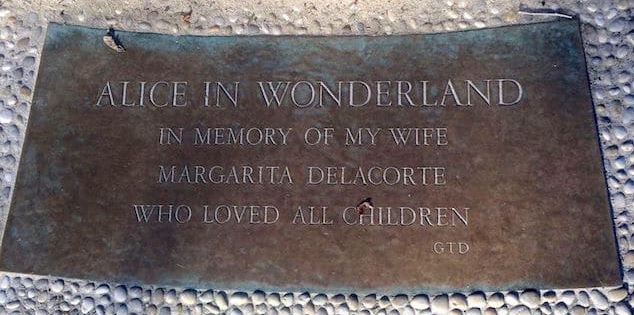 ALICE IN WONDERLAND
IN MEMORY OF MY WIFE
MARGARITA DELACORTE
WHO LOVED ALL CHILDREN
GTD